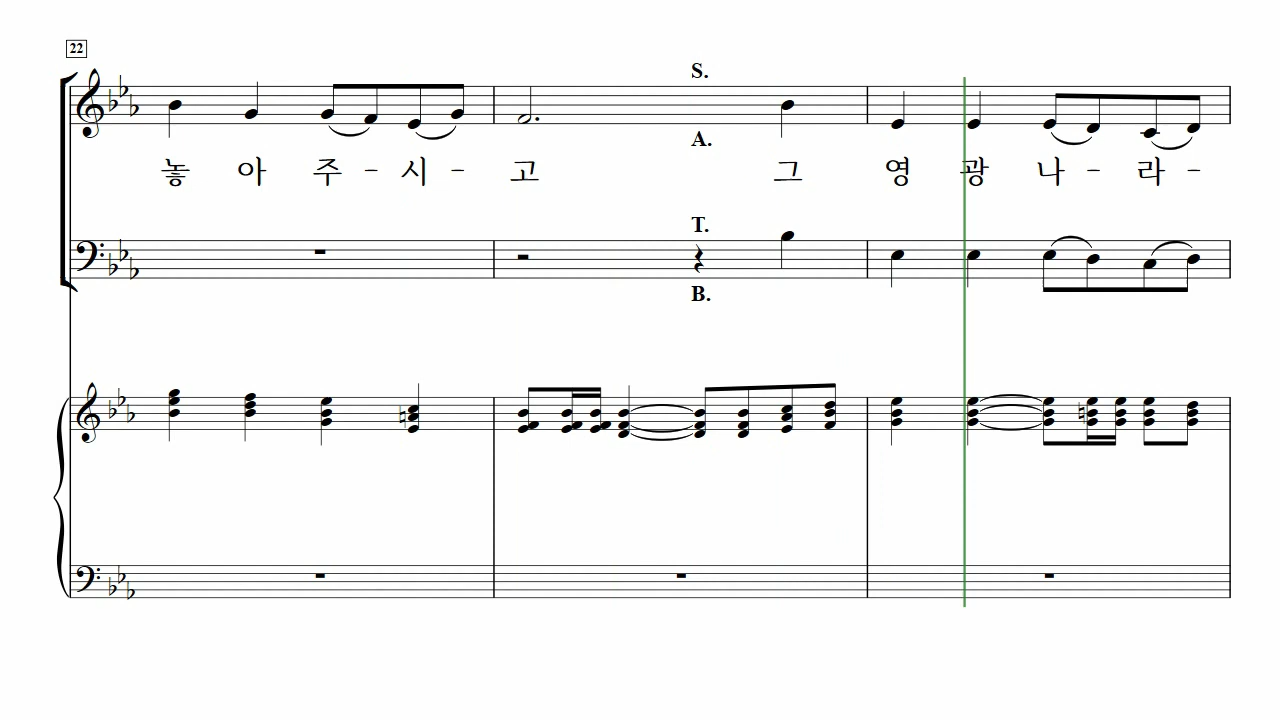 22
S.
A.
놓 아 주 - 시 - 고 그 영 광 나 - 라 -
T.
B.